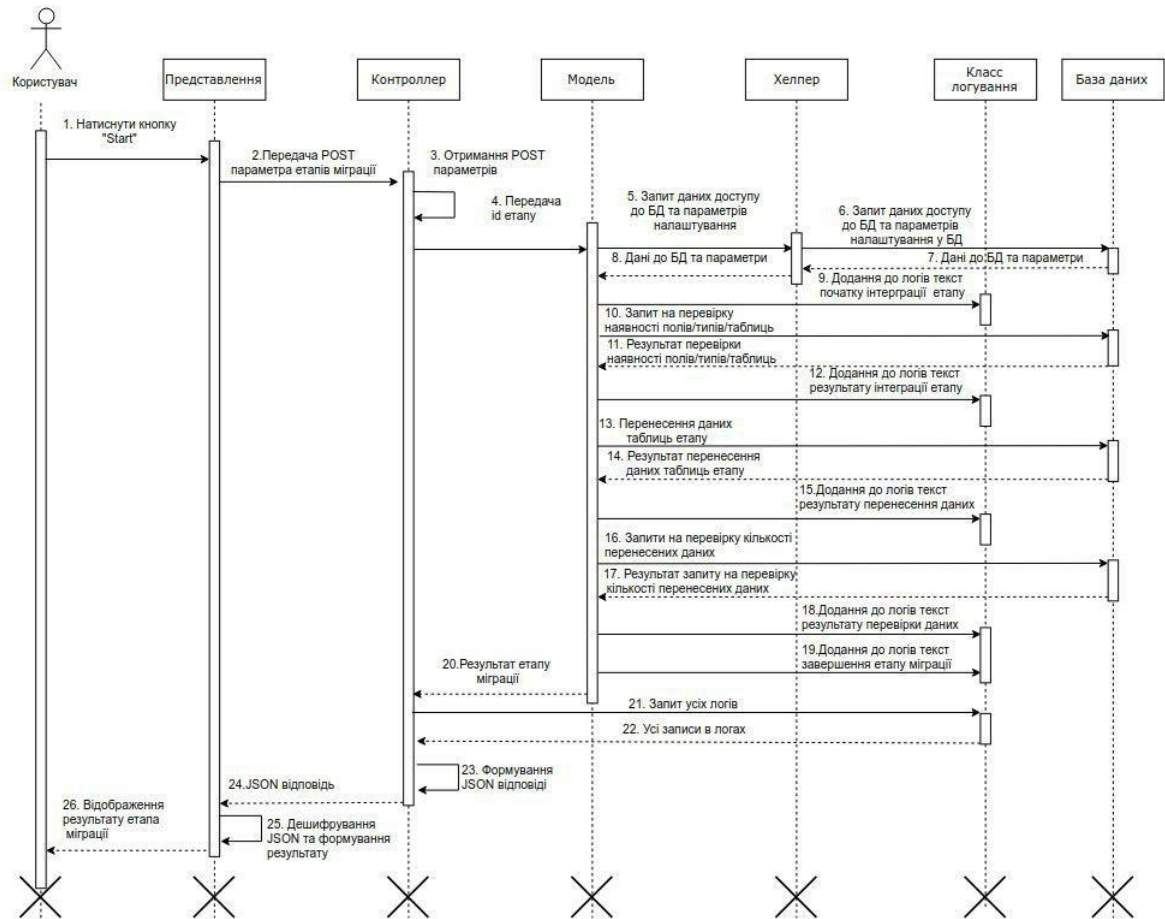 Користувач
Представлення
Контроллер
Модель
Хелпер
Класс
логування
База даних
1. Натиснути кнопку
"Start"
2.Передача POST
параметра етапів міграції
3. Отримання POST
параметрів
4. Передача
id етапу
5. Запит даних доступу
до БД та параметрів
налаштування
6. Запит даних доступу
до БД та параметрів
налаштування у БД
7. Дані до БД та параметри
8. Дані до БД та параметри
9. Додання до логів текст
початку інтерграції етапу
10. Запит на перевірку
наявності полів/типів/таблиць
11. Результат перевірки
наявності полів/типів/таблиць
12. Додання до логів текст
результату інтеграції етапу
13. Перенесення даних
таблиць етапу
14. Результат перенесення
даних таблиць етапу
15.Додання до логів текст
результату перенесення даних
16. Запити на перевірку кількості
перенесених даних
17. Результат запиту на перевірку
кількості перенесених даних
18.Додання до логів текст
результату перевірки даних
19.Додання до логів текст
завершення етапу міграції
20.Результат етапу
міграції
21. Запит усіх логів
22. Усі записи в логах
23. Формування
JSON відповіді
24.JSON відповідь
25. Дешифрування
JSON та формування
результату
26. Відображення
результату етапа
міграції